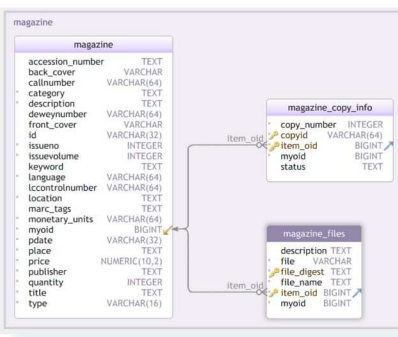 magazine
magazine
accession_number TEXT
back_cover VARCHAR
callnumber VARCHAR(64)
category TEXT
description TEXT
deweynumber VARCHAR(64)
front_cover VARCHAR
id VARCHAR(32)
issueno INTEGER
issuevolume INTEGER
keyword TEXT
language VARCHAR(64)
lccontrolnumber VARCHAR(64)
location TEXT
marc_tags TEXT
monetary_units VARCHAR(64)
myoid BIGINT
pdate VARCHAR(32)
place TEXT
price NUMERIC(10,2)
publisher TEXT
quantity INTEGER
title TEXT
type VARCHAR(16)
item_oid
magazine_copy_info
copy_number INTEGER
copyid VARCHAR(64)
item_oid BIGINT
myoid BIGINT
status TEXT
item_oid
magazine_files
description TEXT
file VARCHAR
file_digest TEXT
file_name TEXT
item_oid BIGINT
myoid BIGINT